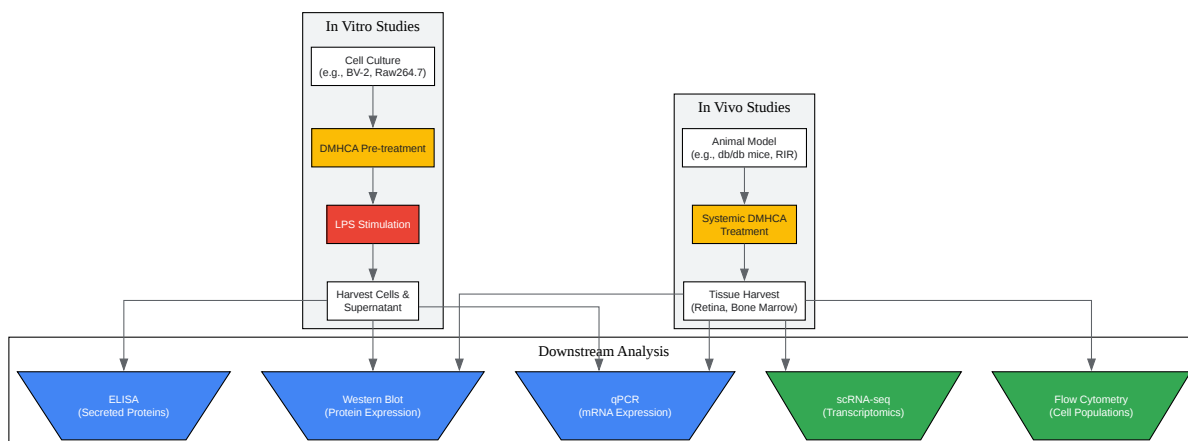 In Vitro Studies
Cell Culture
(e.g., BV-2, Raw264.7)
DMHCA Pre-treatment
LPS Stimulation
Harvest Cells &
Supernatant
In Vivo Studies
Animal Model
(e.g., db/db mice, RIR)
Systemic DMHCA
Treatment
Tissue Harvest
(Retina, Bone Marrow)
Downstream Analysis
ELISA
(Secreted Proteins)
Western Blot
(Protein Expression)
qPCR
(mRNA Expression)
scRNA-seq
(Transcriptomics)
Flow Cytometry
(Cell Populations)